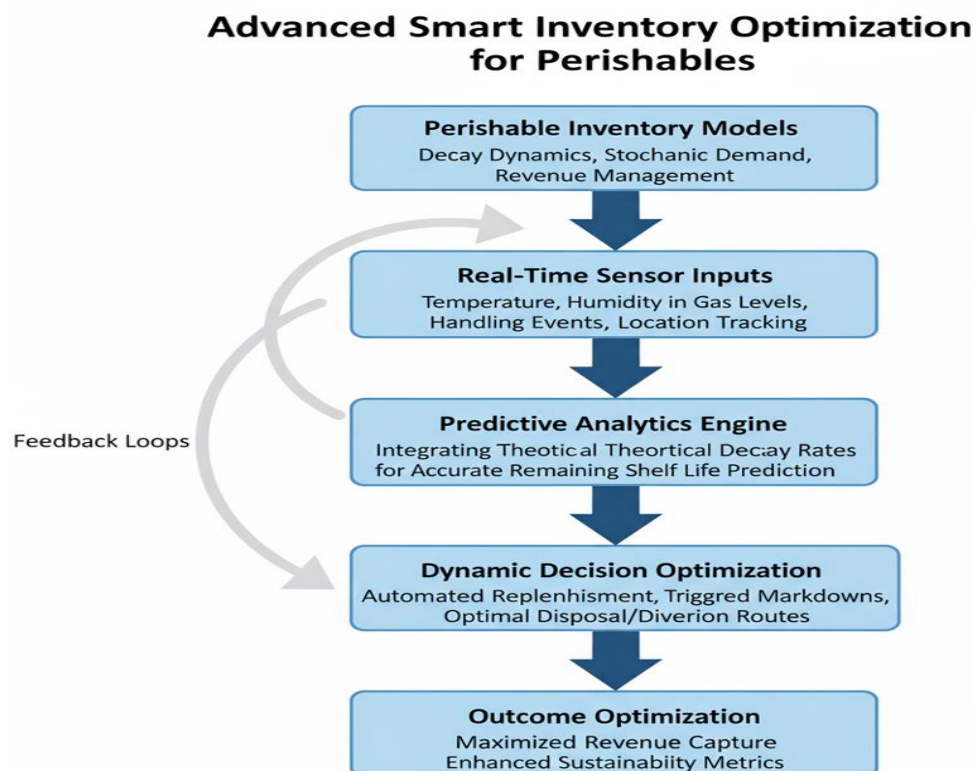 Advanced Smart Inventory Optimization
for Perishables
Perishable Inventory Models
Decay Dynamics, Stochanic Demand,
Revenue Management
Real-Time Sensor Inputs
Temperature, Humidity in Gas Levels,
Handling Events, Location Tracking
Feedback Loops
Predictive Analytics Engine
Integrating Theotical Theortical Decay Rates
for Accurate Remaining Shelf Life Prediction
Dynamic Decision Optimization
Automated Replenhisment, Triggred Markdowns,
Optimal Disposal/Diverion Routes
Outcome Optimization
Maximized Revenue Capture
Enhanced Sustainabiity Metrics